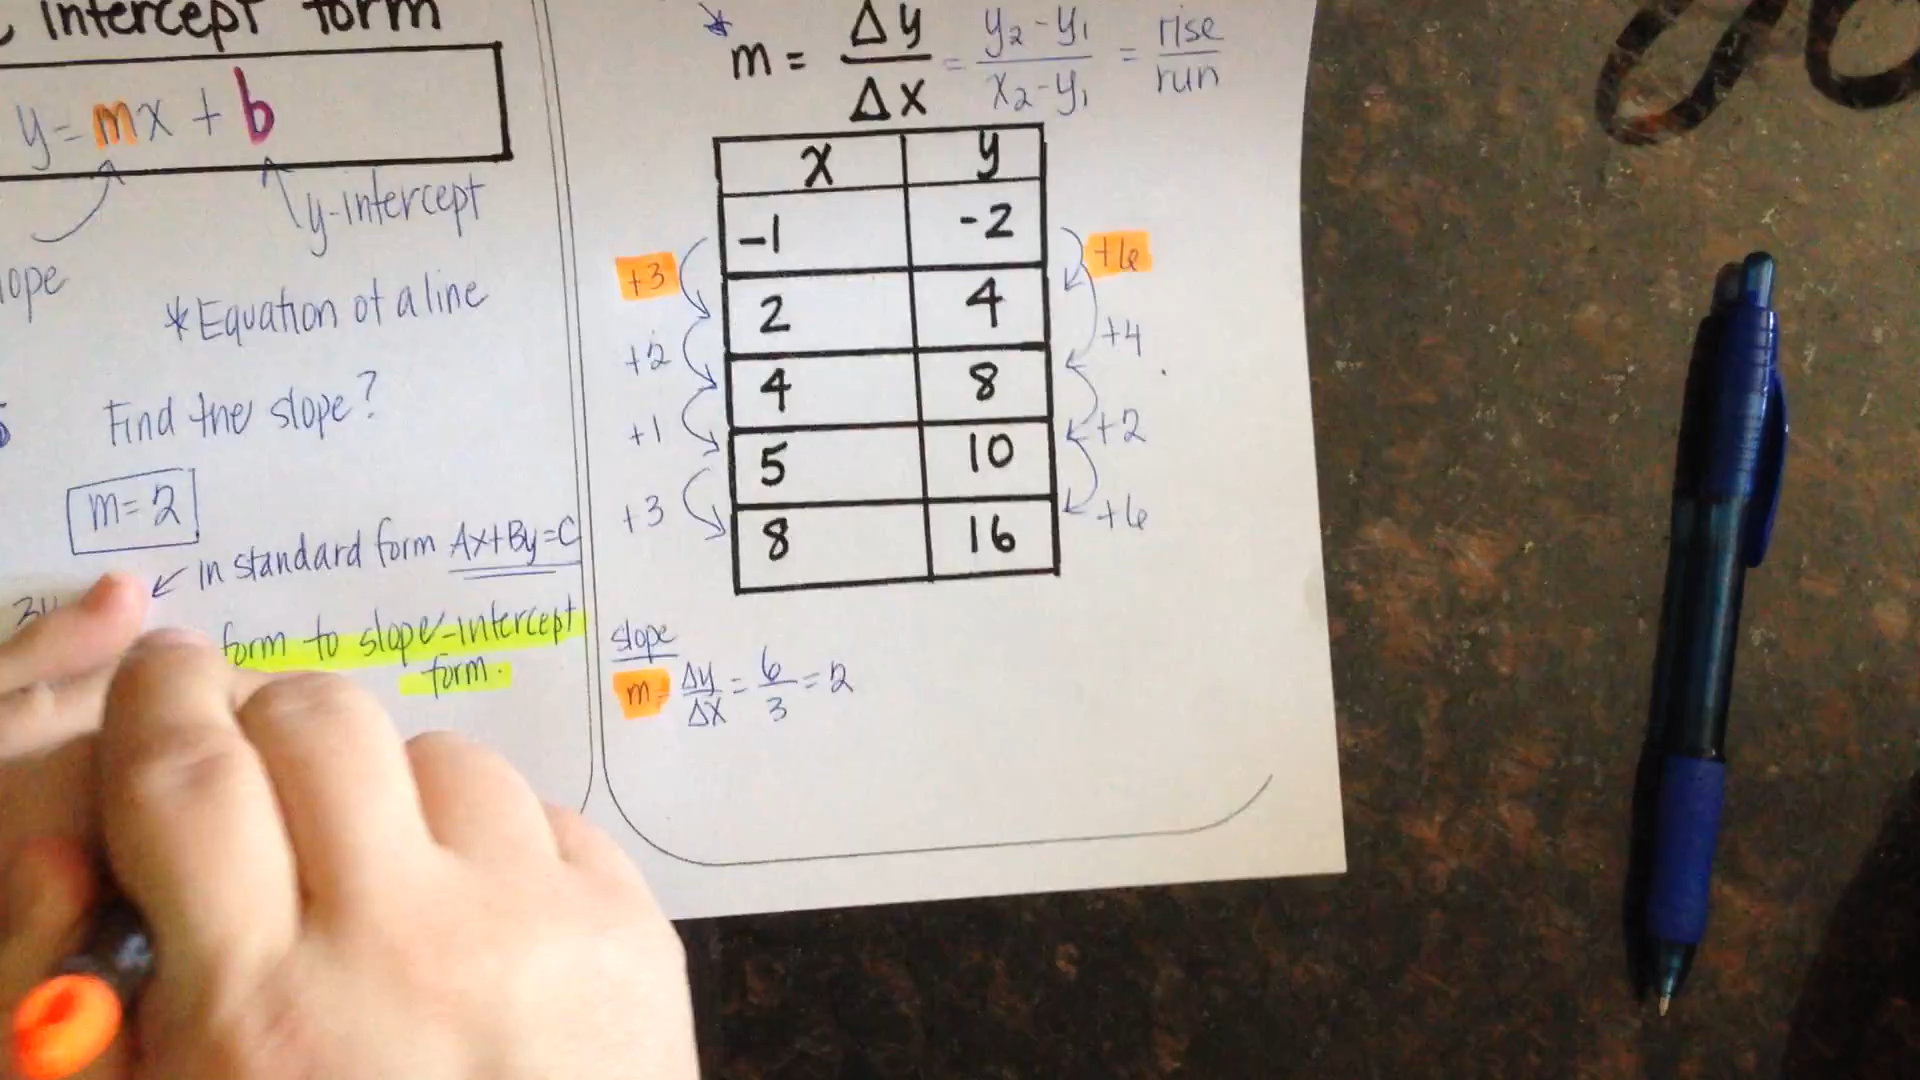 intercept form
y=mx + b
y-intercept
*Equation of a line
Find the slope?
m=2
in standard form Ax+By=C
form to slope-intercept
form.
* m = Δy/Δx = y₂-y₁/x₂-y₁ = rise/run
x y
-1 -2
+3 +6
2 4
+2 +4
4 8
+1 +2
5 10
+3 +6
8 16
slope
m = Δy/Δx = 6/3 = 2